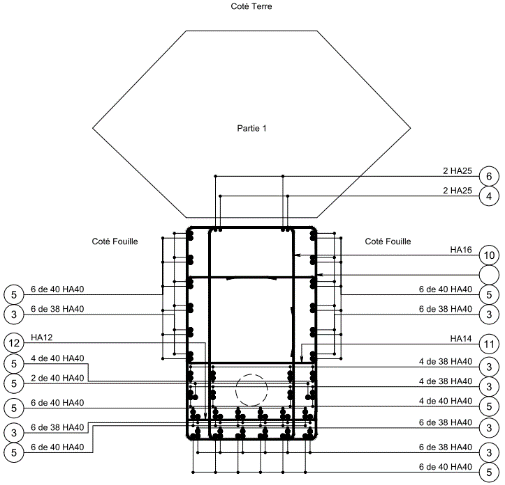 Coté Terre
Partie 1
2 HA25 6
2 HA25 4
Coté Fouille
Coté Fouille
HA16 10
5 6 de 40 HA40
6 de 40 HA40 5
3 6 de 38 HA40
6 de 38 HA40 3
12 HA12
HA14 11
5 4 de 40 HA40
4 de 38 HA40 3
5 2 de 40 HA40
4 de 38 HA40 3
5 6 de 40 HA40
4 de 40 HA40 5
3 6 de 38 HA40
6 de 38 HA40 3
5 6 de 40 HA40
6 de 38 HA40 3
6 de 40 HA40 5